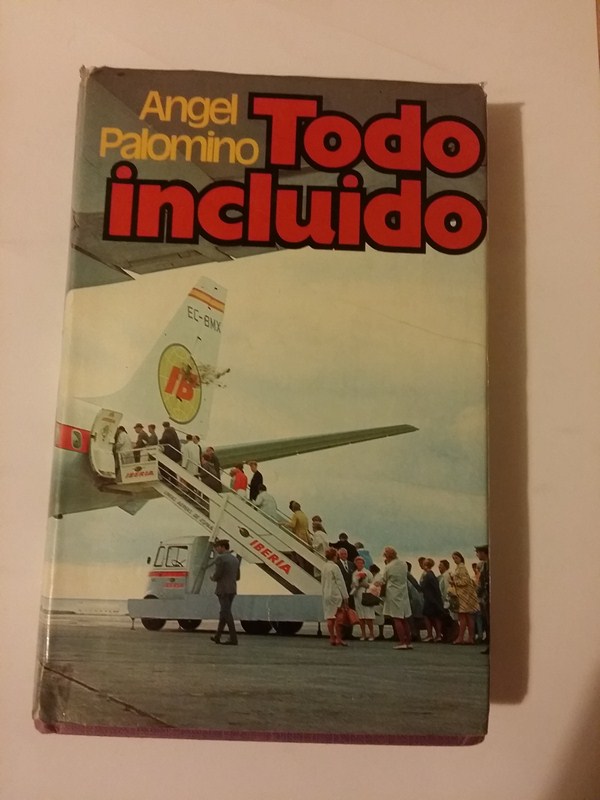 Angel
Palomino
Todo
incluido
EC-BMX
IB
IBERIA
IBERIA